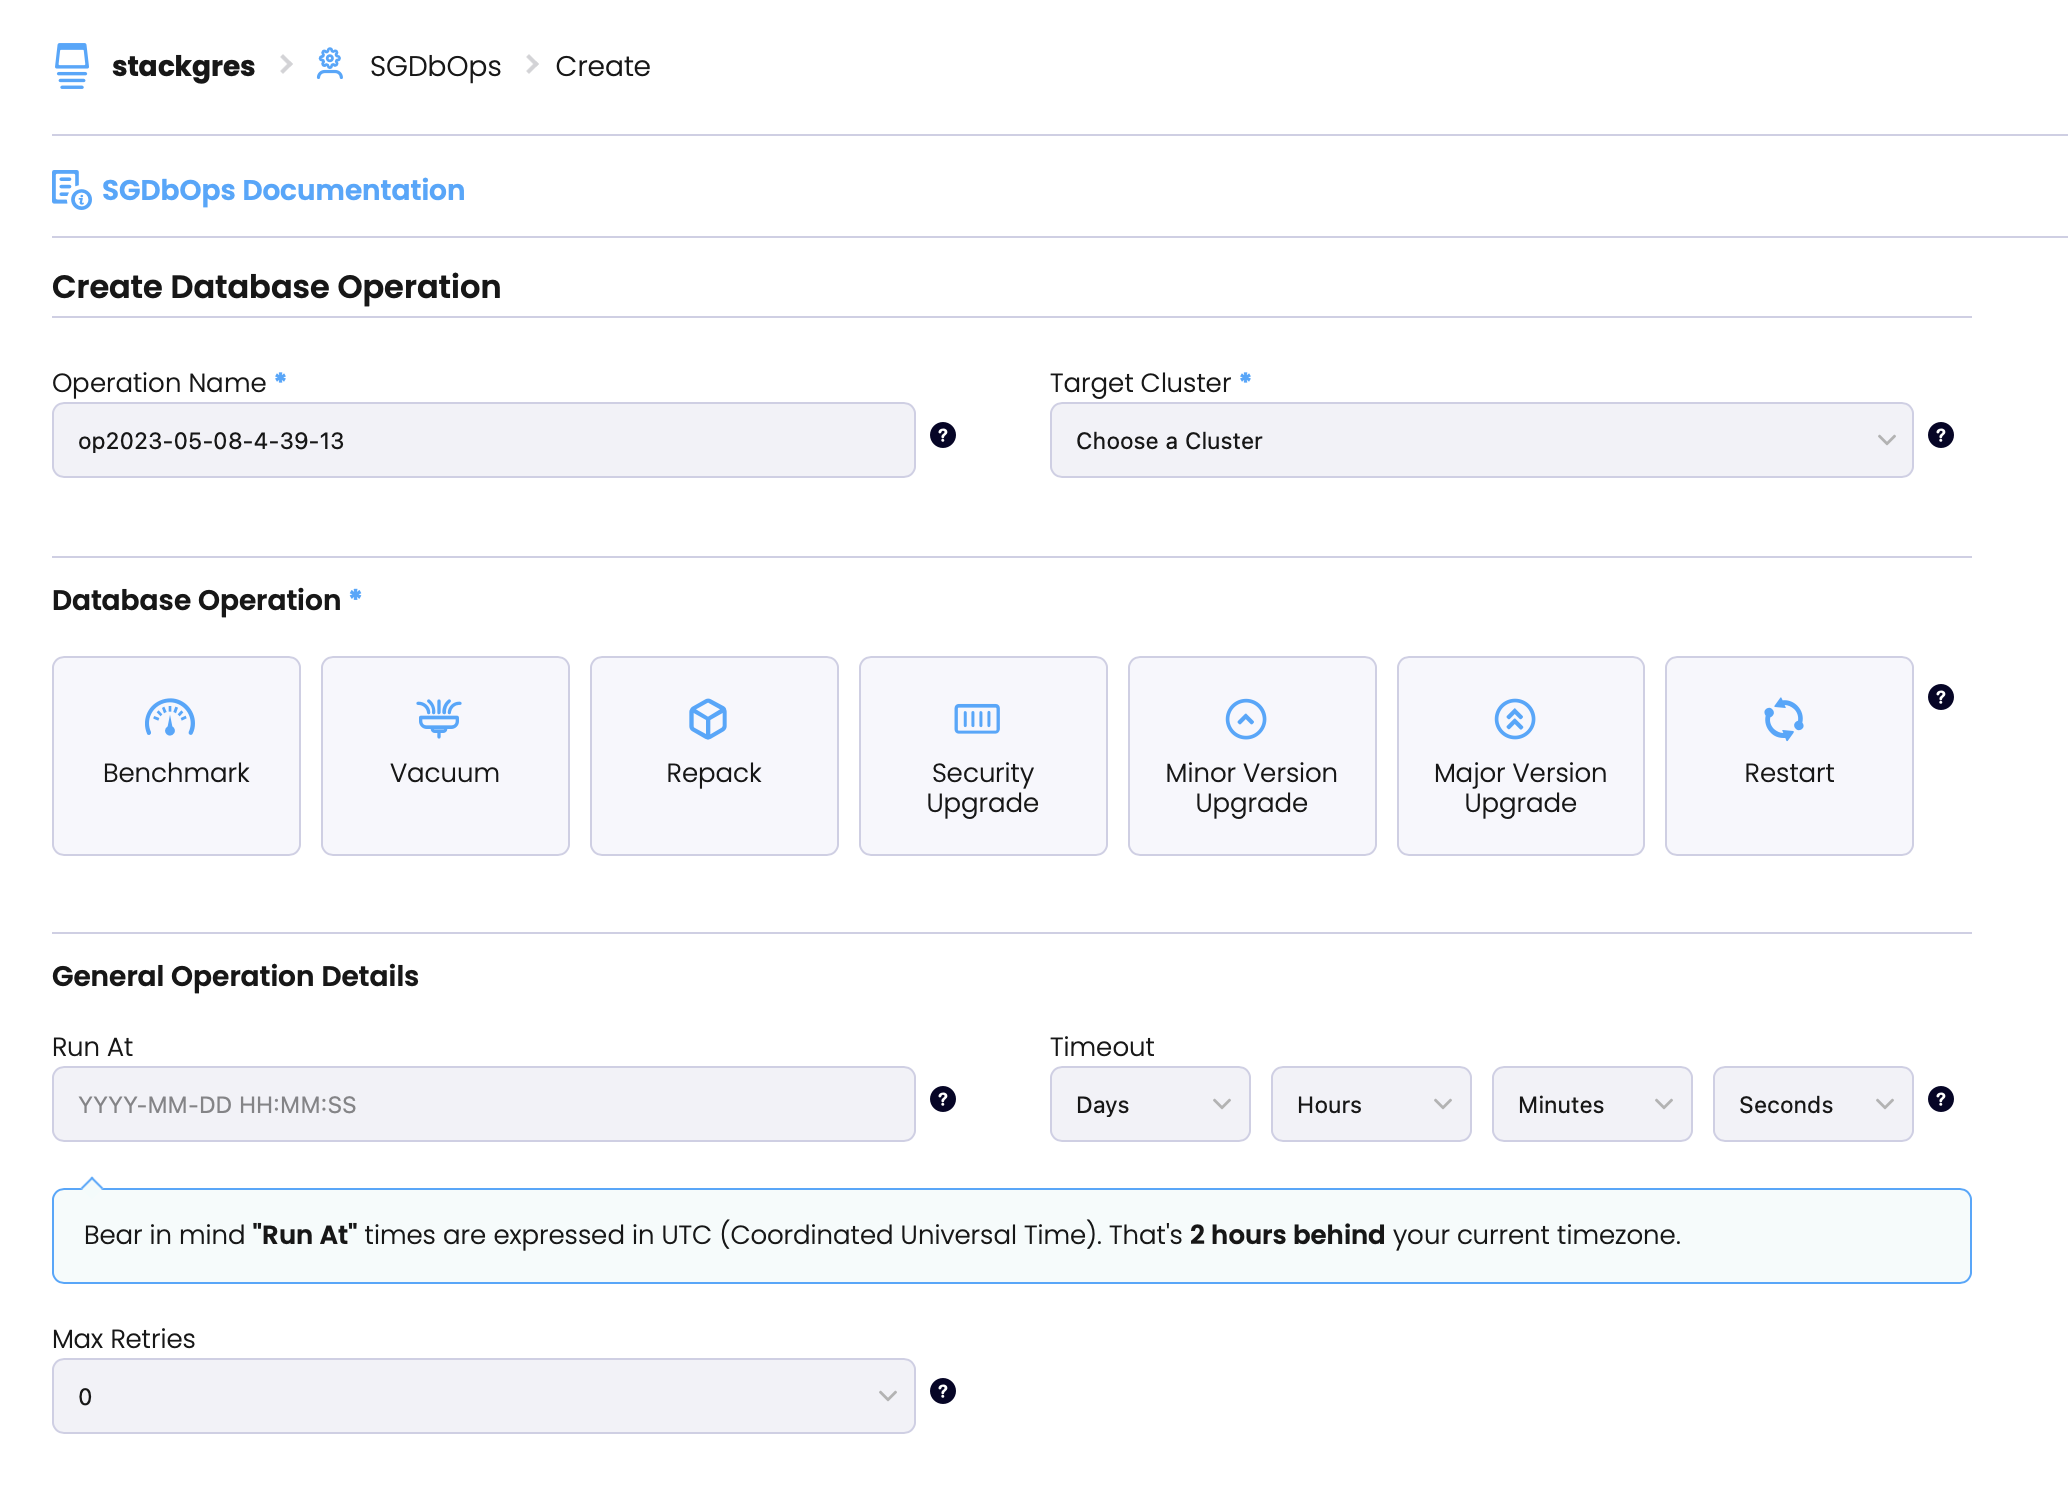 stackgres > SGDbOps > Create
SGDbOps Documentation
Create Database Operation
Operation Name *
op2023-05-08-4-39-13
?
Target Cluster *
Choose a Cluster
?
Database Operation *
Benchmark
Vacuum
Repack
Security
Upgrade
Minor Version
Upgrade
Major Version
Upgrade
Restart
?
General Operation Details
Run At
YYYY-MM-DD HH:MM:SS
?
Timeout
Days
Hours
Minutes
Seconds
?
Bear in mind "Run At" times are expressed in UTC (Coordinated Universal Time). That's 2 hours behind your current timezone.
Max Retries
0
?